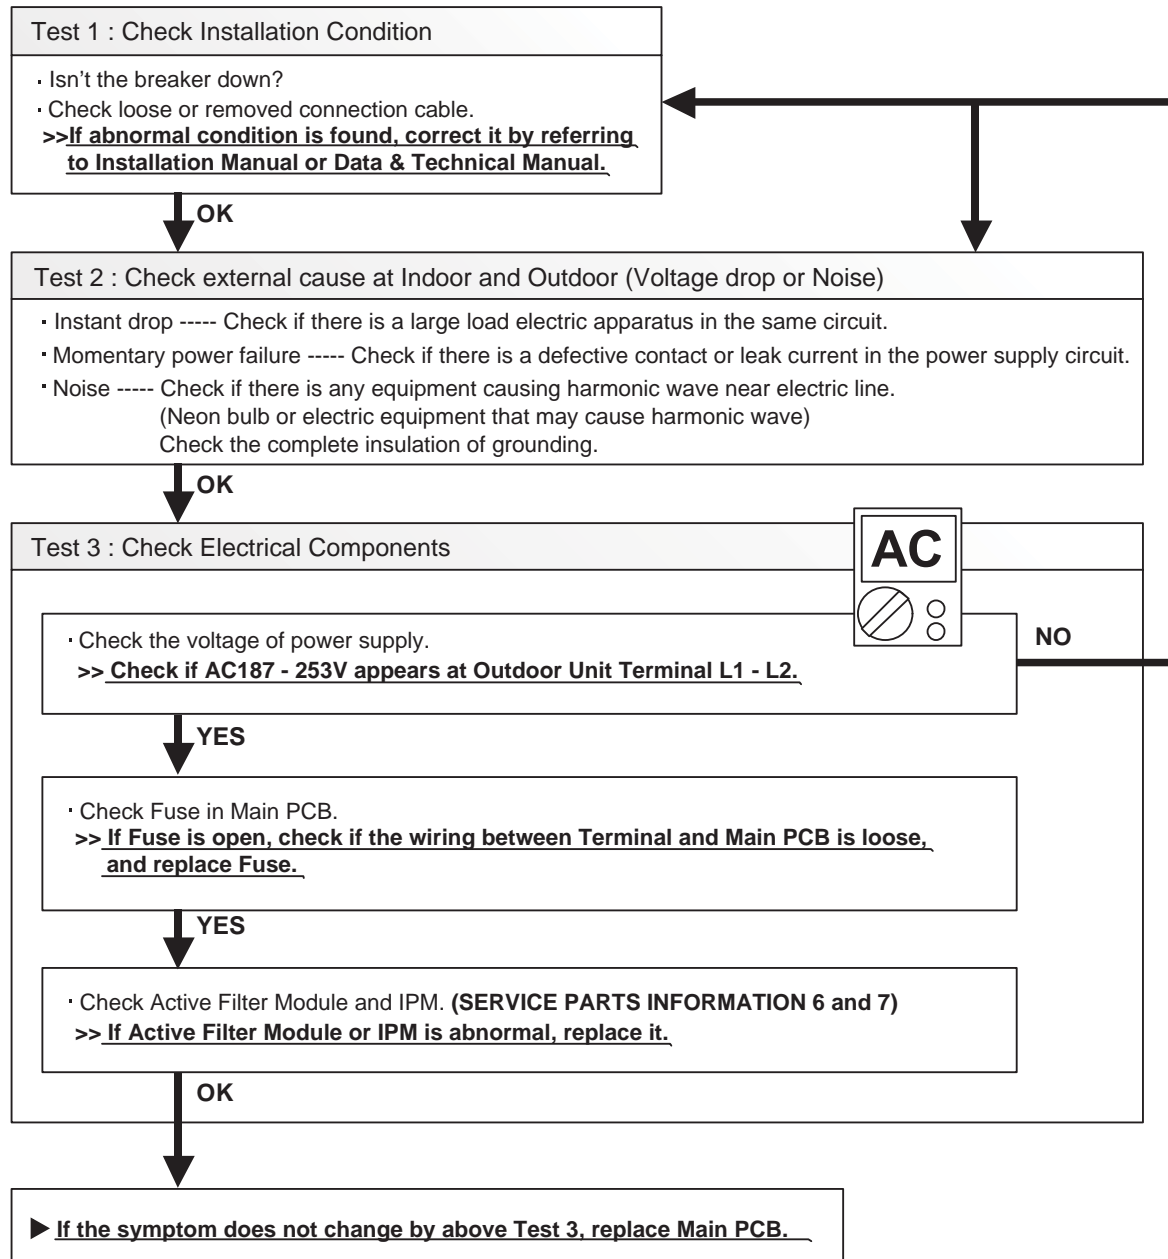 Test 1 : Check Installation Condition
· Isn't the breaker down?
· Check loose or removed connection cable.
>>If abnormal condition is found, correct it by referring
to Installation Manual or Data & Technical Manual.
OK
Test 2 : Check external cause at Indoor and Outdoor (Voltage drop or Noise)
· Instant drop ----- Check if there is a large load electric apparatus in the same circuit.
· Momentary power failure ----- Check if there is a defective contact or leak current in the power supply circuit.
· Noise ----- Check if there is any equipment causing harmonic wave near electric line.
(Neon bulb or electric equipment that may cause harmonic wave)
Check the complete insulation of grounding.
OK
Test 3 : Check Electrical Components
AC
· Check the voltage of power supply.
>> Check if AC187 - 253V appears at Outdoor Unit Terminal L1 - L2.
NO
YES
· Check Fuse in Main PCB.
>> If Fuse is open, check if the wiring between Terminal and Main PCB is loose,
and replace Fuse.
YES
· Check Active Filter Module and IPM. (SERVICE PARTS INFORMATION 6 and 7)
>> If Active Filter Module or IPM is abnormal, replace it.
OK
▶ If the symptom does not change by above Test 3, replace Main PCB.